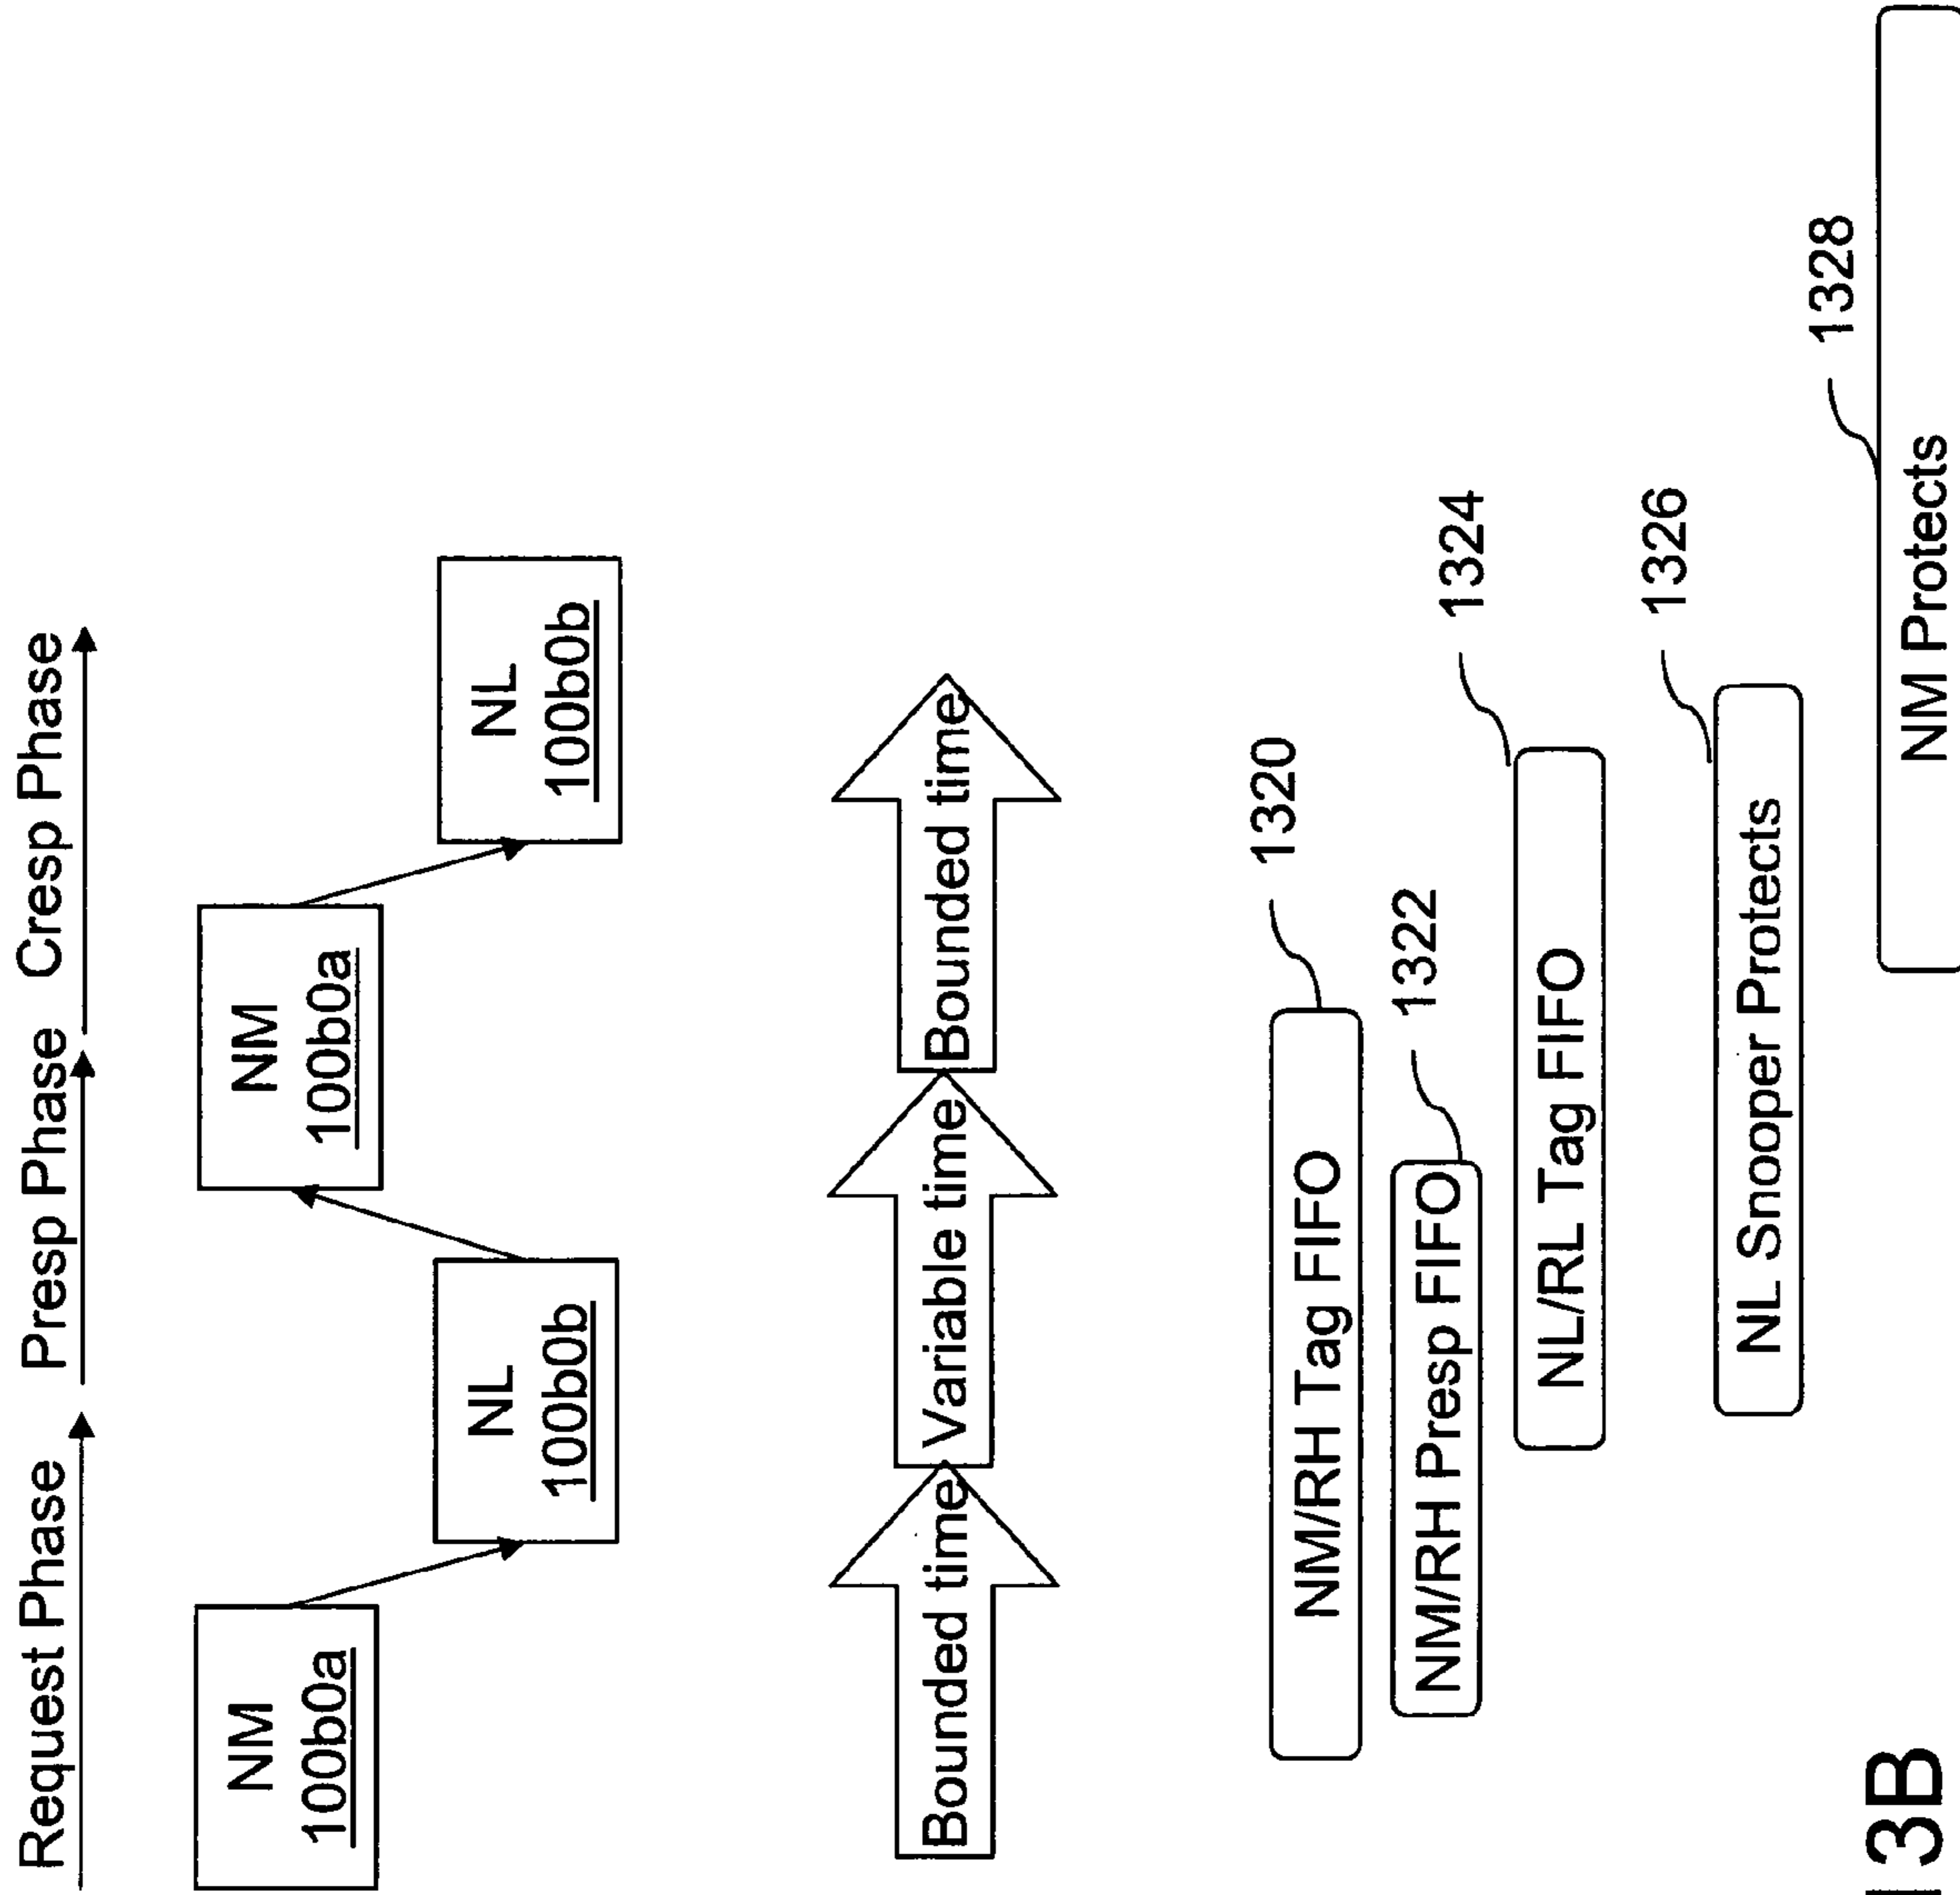 Request Phase
Presp Phase
Cresp Phase
NM
100b0a
NL
100b0b
NM
100b0a
NL
100b0b
Bounded time
Variable time
Bounded time
NM/RH Tag FIFO
1320
NM/RH Presp FIFO
1322
NL/RL Tag FIFO
1324
NL Snooper Protects
1326
NM Protects
1328
3B